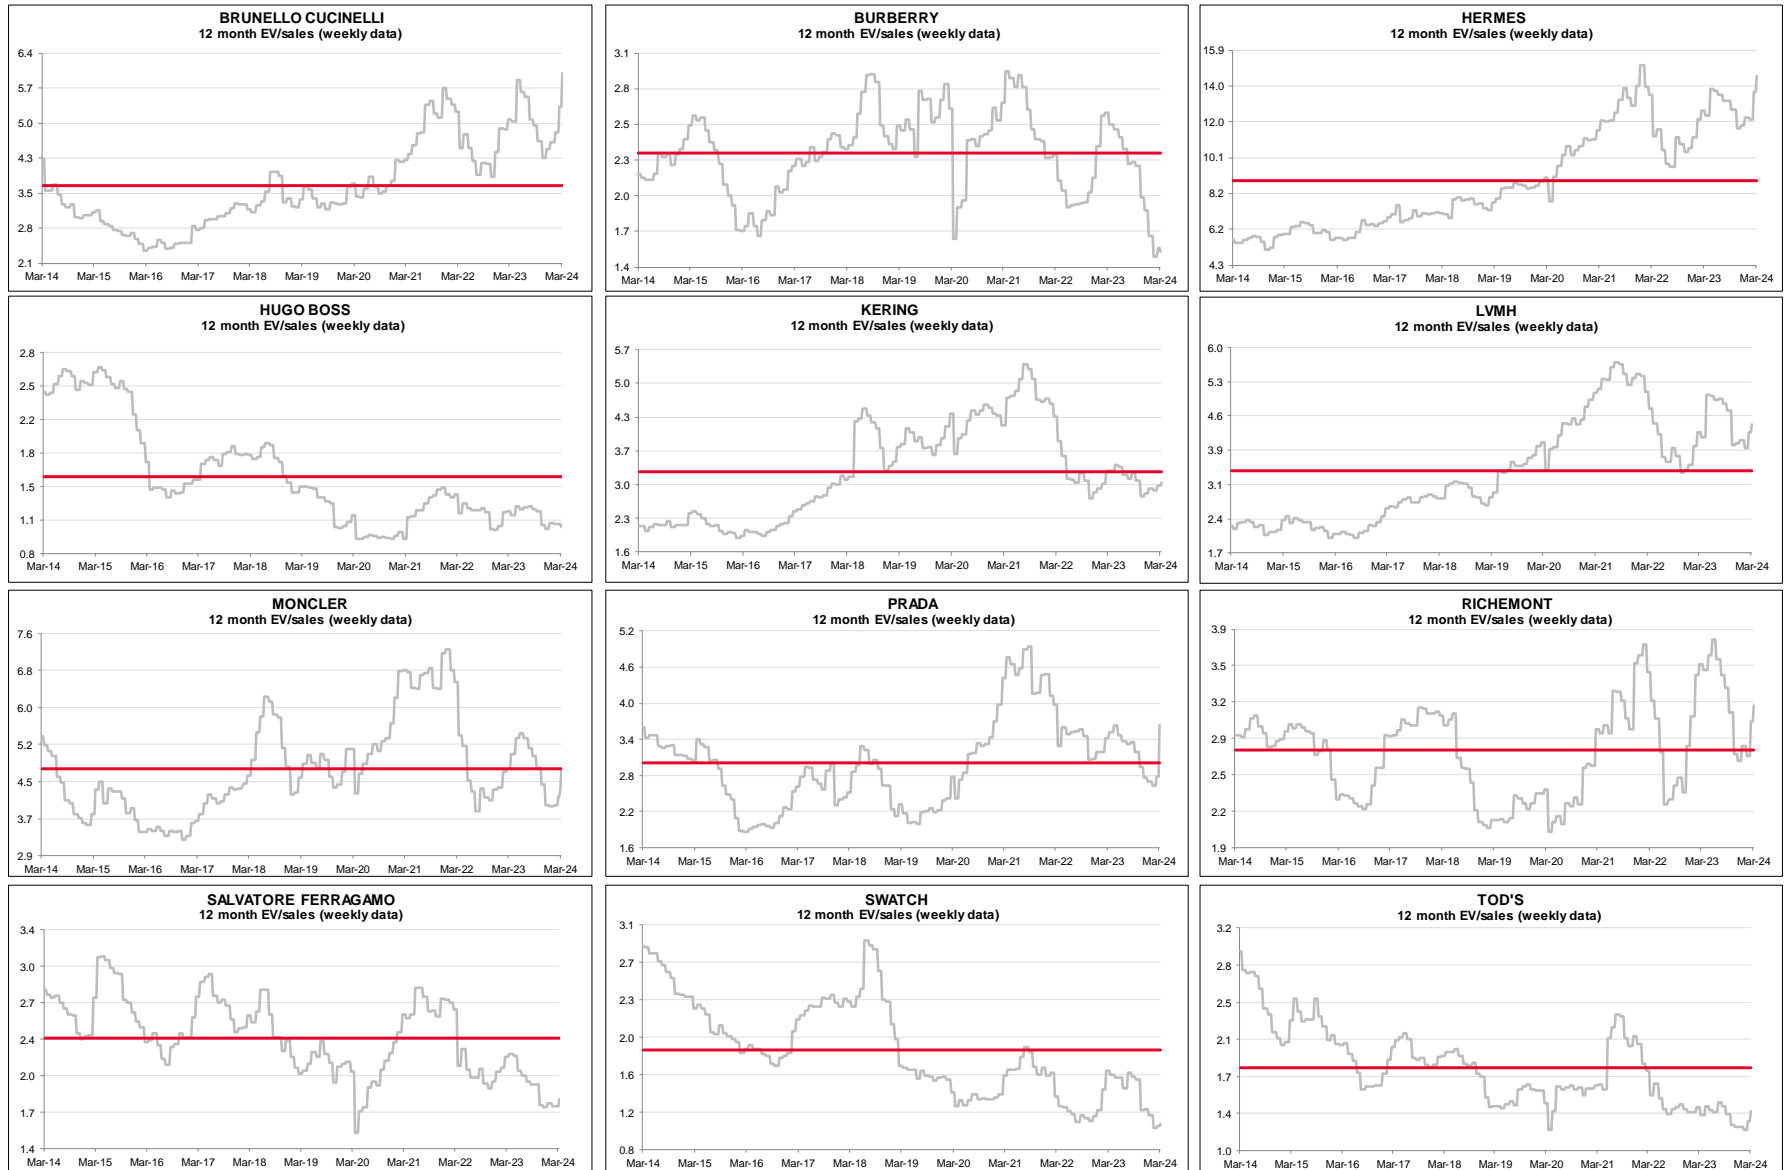 BRUNELLO CUCINELLI
12 month EV/sales (weekly data)
6.4
5.7
5.0
4.3
3.5
2.8
2.1
Mar-14 Mar-15 Mar-16 Mar-17 Mar-18 Mar-19 Mar-20 Mar-21 Mar-22 Mar-23 Mar-24
BURBERRY
12 month EV/sales (weekly data)
3.1
2.8
2.5
2.3
2.0
1.7
1.4
Mar-14 Mar-15 Mar-16 Mar-17 Mar-18 Mar-19 Mar-20 Mar-21 Mar-22 Mar-23 Mar-24
HERMES
12 month EV/sales (weekly data)
15.9
14.0
12.0
10.1
8.2
6.2
4.3
Mar-14 Mar-15 Mar-16 Mar-17 Mar-18 Mar-19 Mar-20 Mar-21 Mar-22 Mar-23 Mar-24
HUGO BOSS
12 month EV/sales (weekly data)
2.8
2.5
2.2
1.8
1.5
1.1
0.8
Mar-14 Mar-15 Mar-16 Mar-17 Mar-18 Mar-19 Mar-20 Mar-21 Mar-22 Mar-23 Mar-24
KERING
12 month EV/sales (weekly data)
5.7
5.0
4.3
3.7
3.0
2.3
1.6
Mar-14 Mar-15 Mar-16 Mar-17 Mar-18 Mar-19 Mar-20 Mar-21 Mar-22 Mar-23 Mar-24
LVMH
12 month EV/sales (weekly data)
6.0
5.3
4.6
3.9
3.1
2.4
1.7
Mar-14 Mar-15 Mar-16 Mar-17 Mar-18 Mar-19 Mar-20 Mar-21 Mar-22 Mar-23 Mar-24
MONCLER
12 month EV/sales (weekly data)
7.6
6.8
6.0
5.2
4.5
3.7
2.9
Mar-14 Mar-15 Mar-16 Mar-17 Mar-18 Mar-19 Mar-20 Mar-21 Mar-22 Mar-23 Mar-24
PRADA
12 month EV/sales (weekly data)
5.2
4.6
4.0
3.4
2.8
2.2
1.6
Mar-14 Mar-15 Mar-16 Mar-17 Mar-18 Mar-19 Mar-20 Mar-21 Mar-22 Mar-23 Mar-24
RICHEMONT
12 month EV/sales (weekly data)
3.9
3.5
3.2
2.9
2.5
2.2
1.9
Mar-14 Mar-15 Mar-16 Mar-17 Mar-18 Mar-19 Mar-20 Mar-21 Mar-22 Mar-23 Mar-24
SALVATORE FERRAGAMO
12 month EV/sales (weekly data)
3.4
3.0
2.7
2.4
2.0
1.7
1.4
Mar-14 Mar-15 Mar-16 Mar-17 Mar-18 Mar-19 Mar-20 Mar-21 Mar-22 Mar-23 Mar-24
SWATCH
12 month EV/sales (weekly data)
3.1
2.7
2.3
2.0
1.6
1.2
0.8
Mar-14 Mar-15 Mar-16 Mar-17 Mar-18 Mar-19 Mar-20 Mar-21 Mar-22 Mar-23 Mar-24
TOD'S
12 month EV/sales (weekly data)
3.2
2.8
2.5
2.1
1.7
1.4
1.0
Mar-14 Mar-15 Mar-16 Mar-17 Mar-18 Mar-19 Mar-20 Mar-21 Mar-22 Mar-23 Mar-24